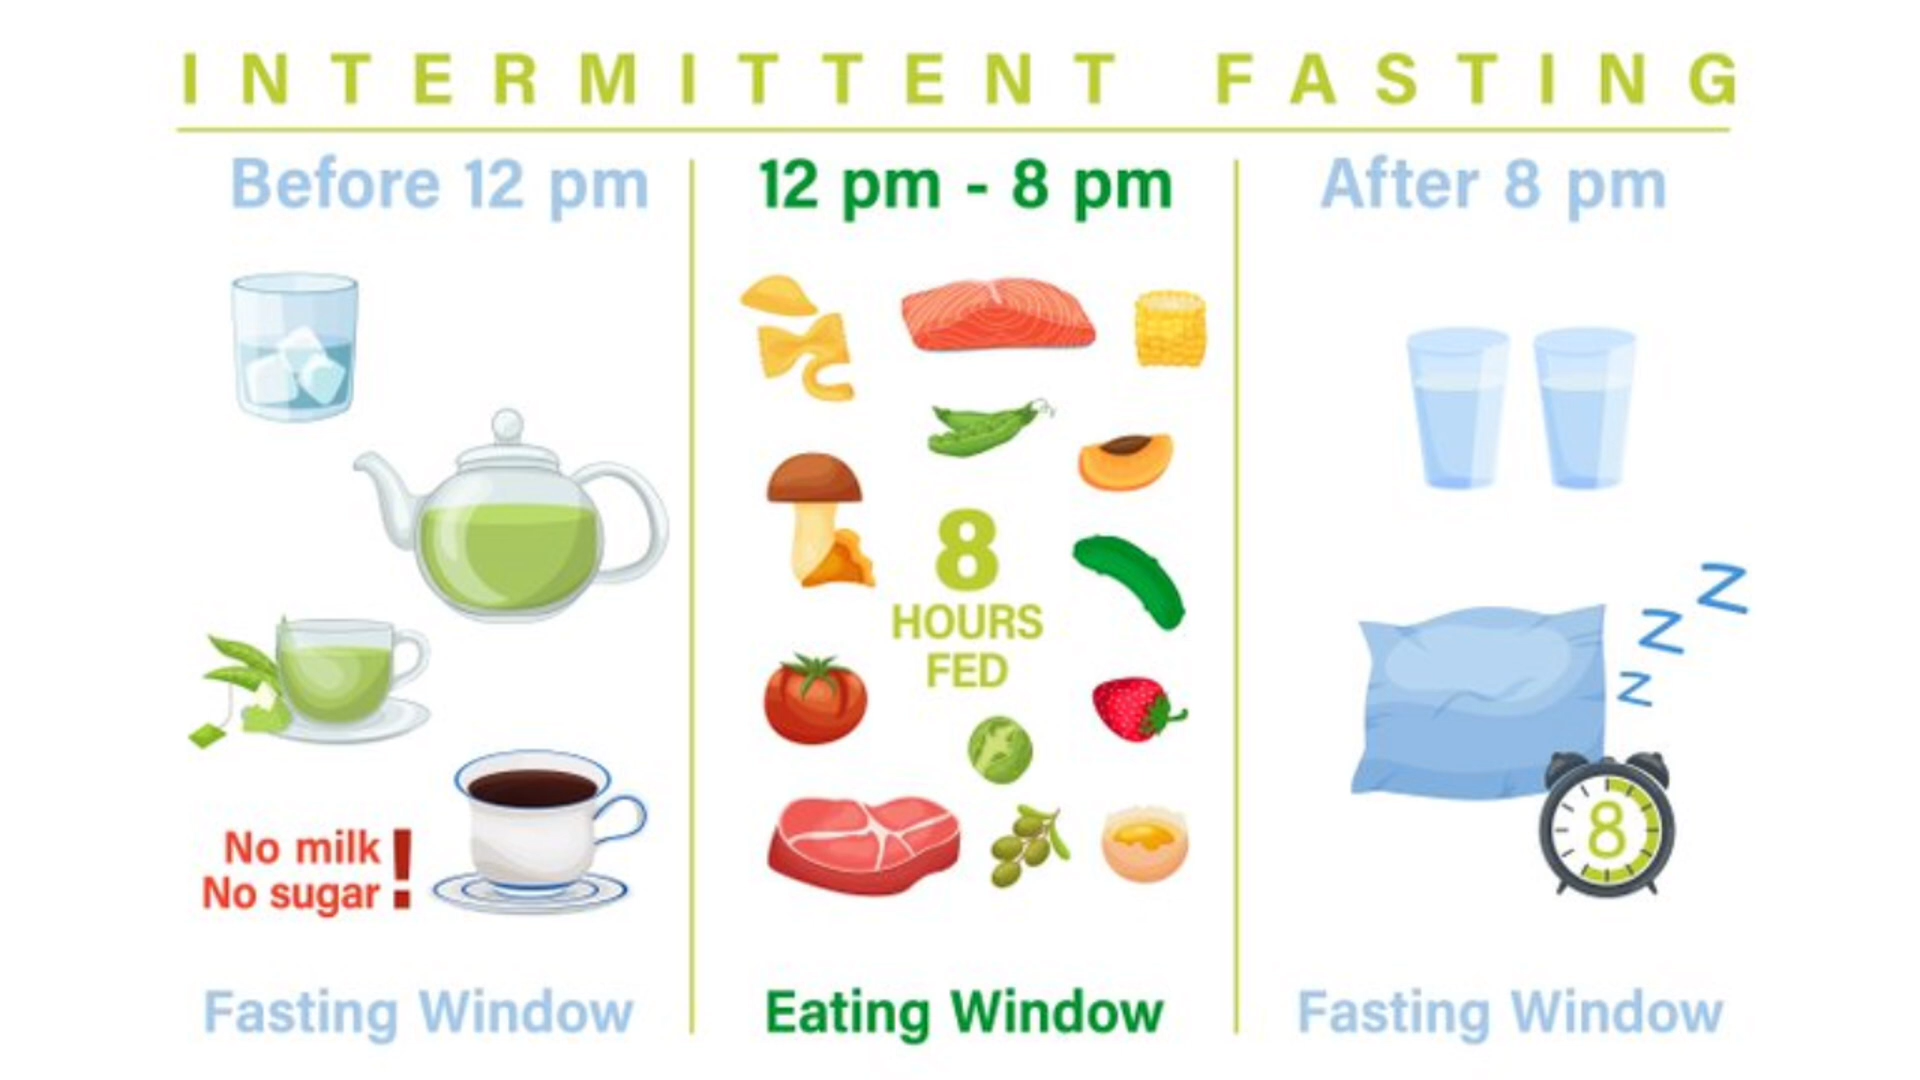 INTERMITTENT FASTING
Before 12 pm
12 pm - 8 pm
After 8 pm
8
HOURS
FED
Z
Z
Z
8
No milk
No sugar!
Fasting Window
Eating Window
Fasting Window